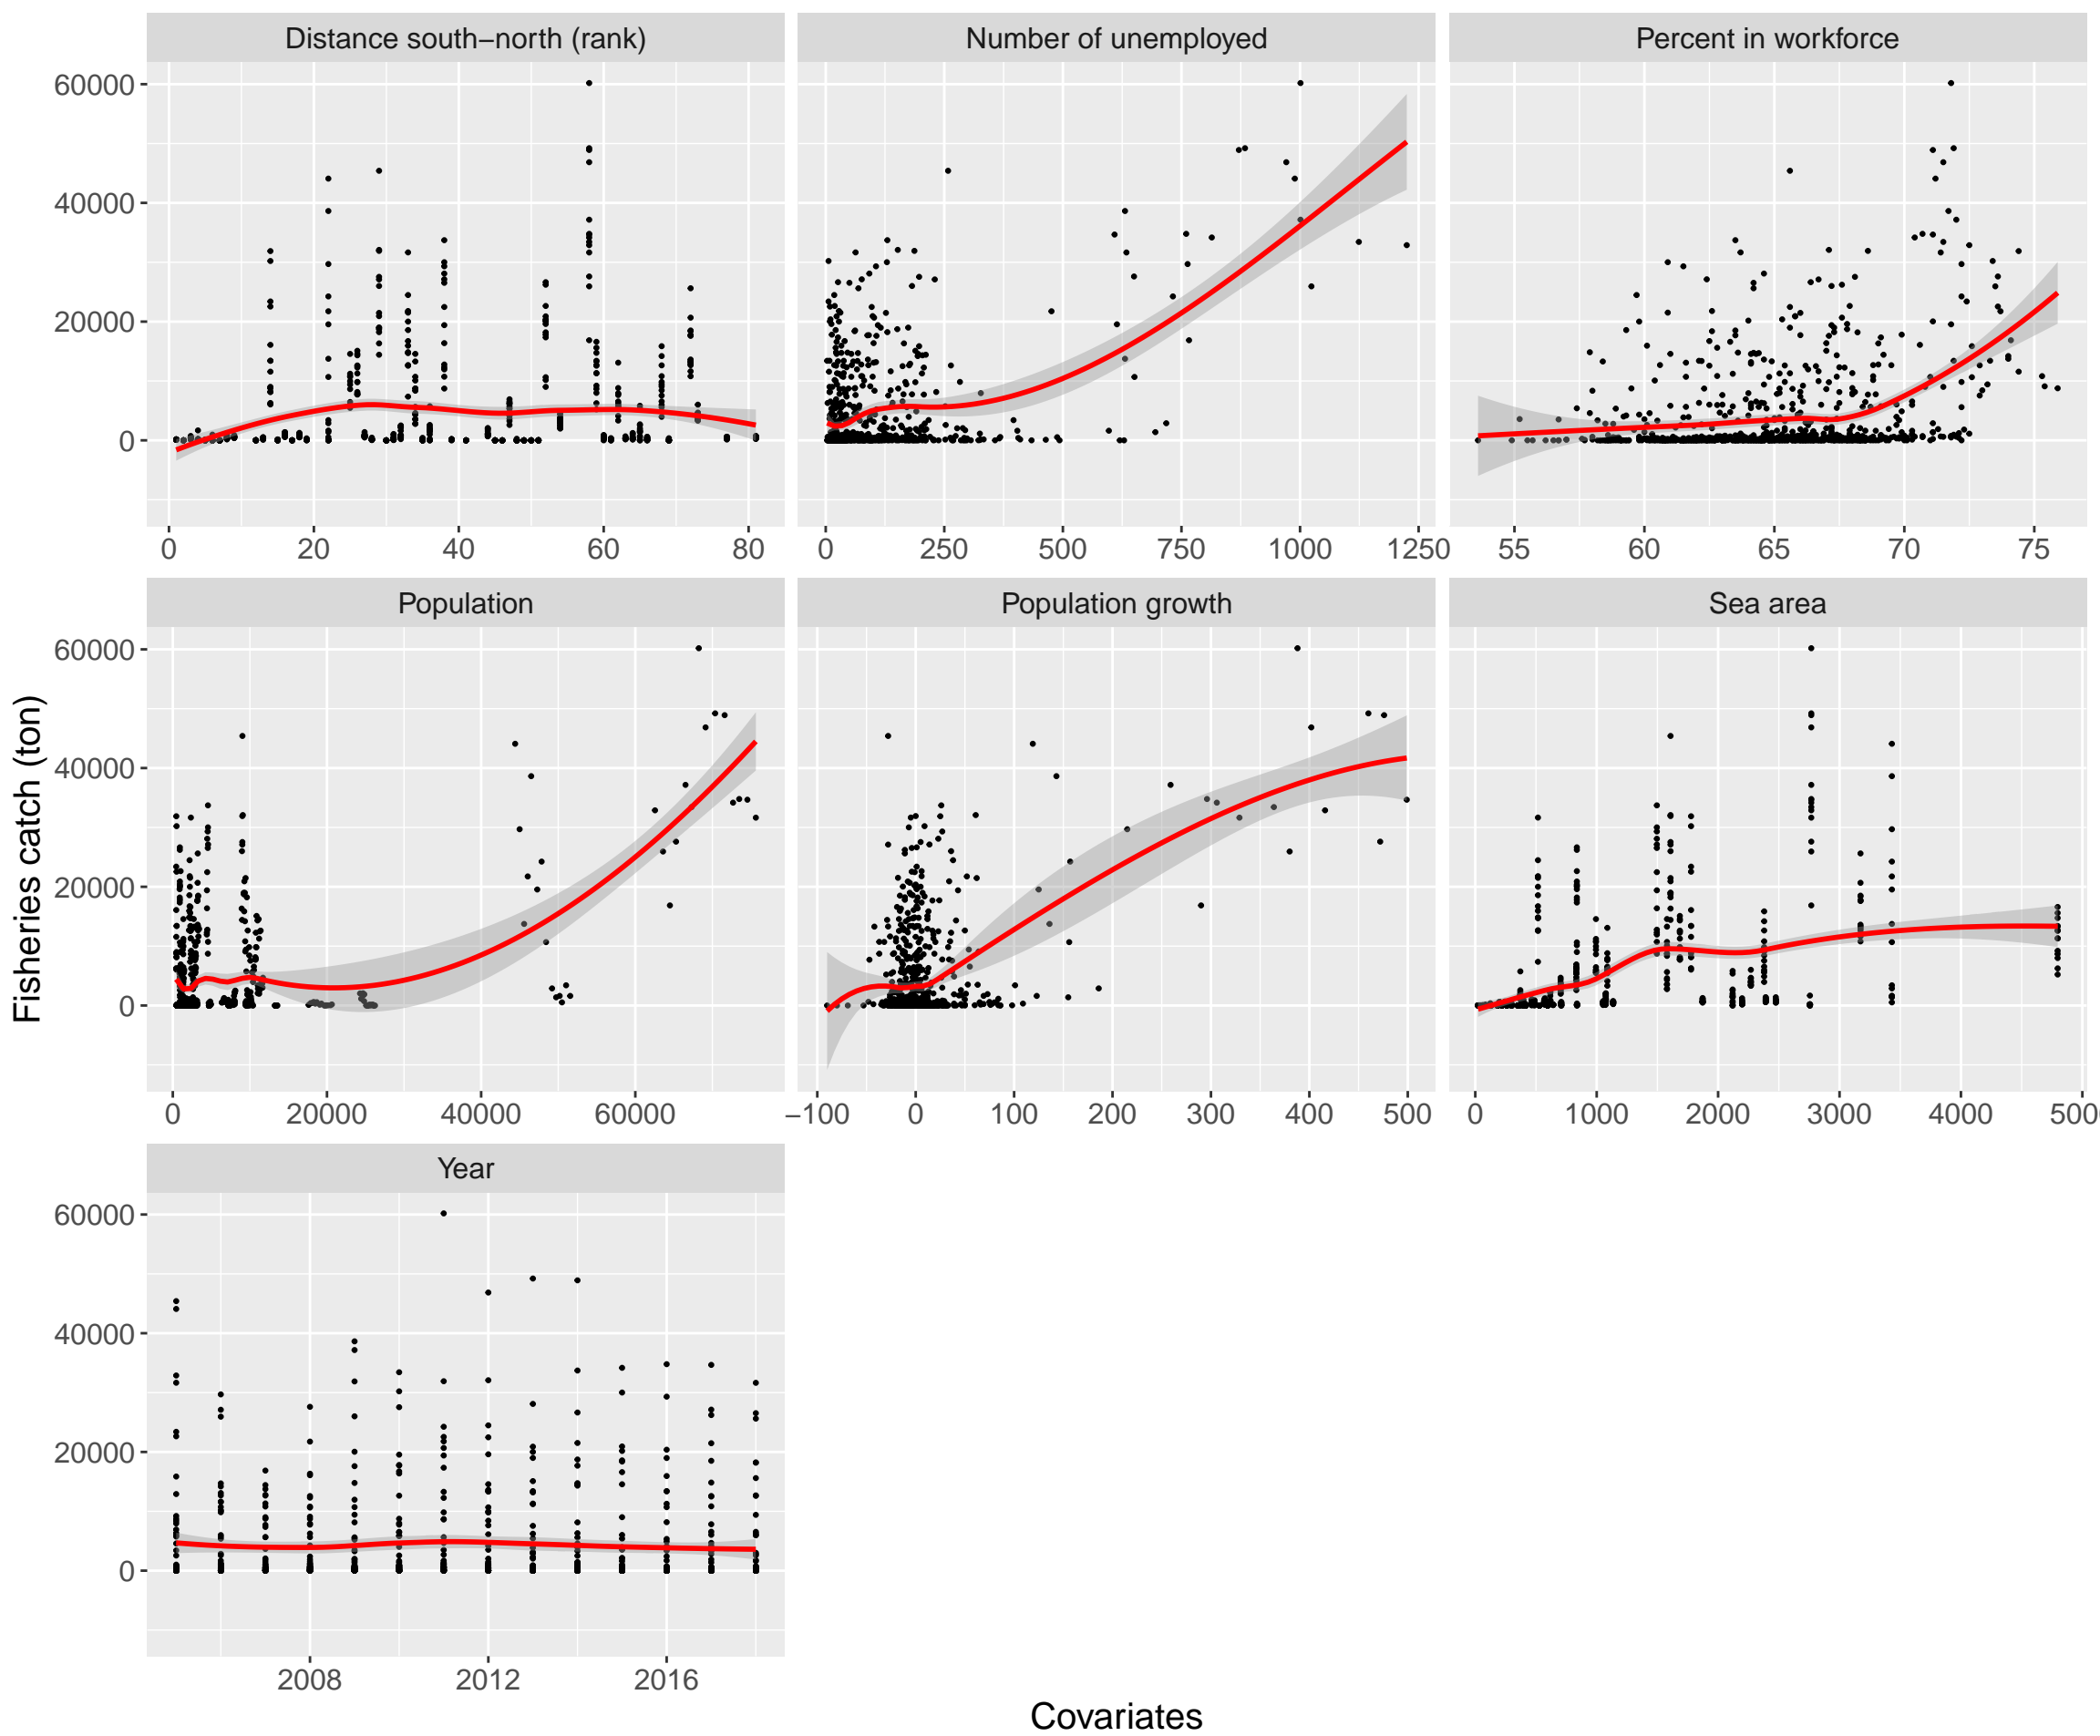 Distance south–north (rank) Number of unemployed Percent in workforce
60000
40000
20000
0
0 20 40 60 80 0 250 500 750 1000 1250 55 60 65 70 75
Population Population growth Sea area
60000
40000
20000
0
0 20000 40000 60000 −100 0 100 200 300 400 500 0 1000 2000 3000 4000 500
Year
60000
40000
20000
0
2008 2012 2016
Fisheries catch (ton)
Covariates